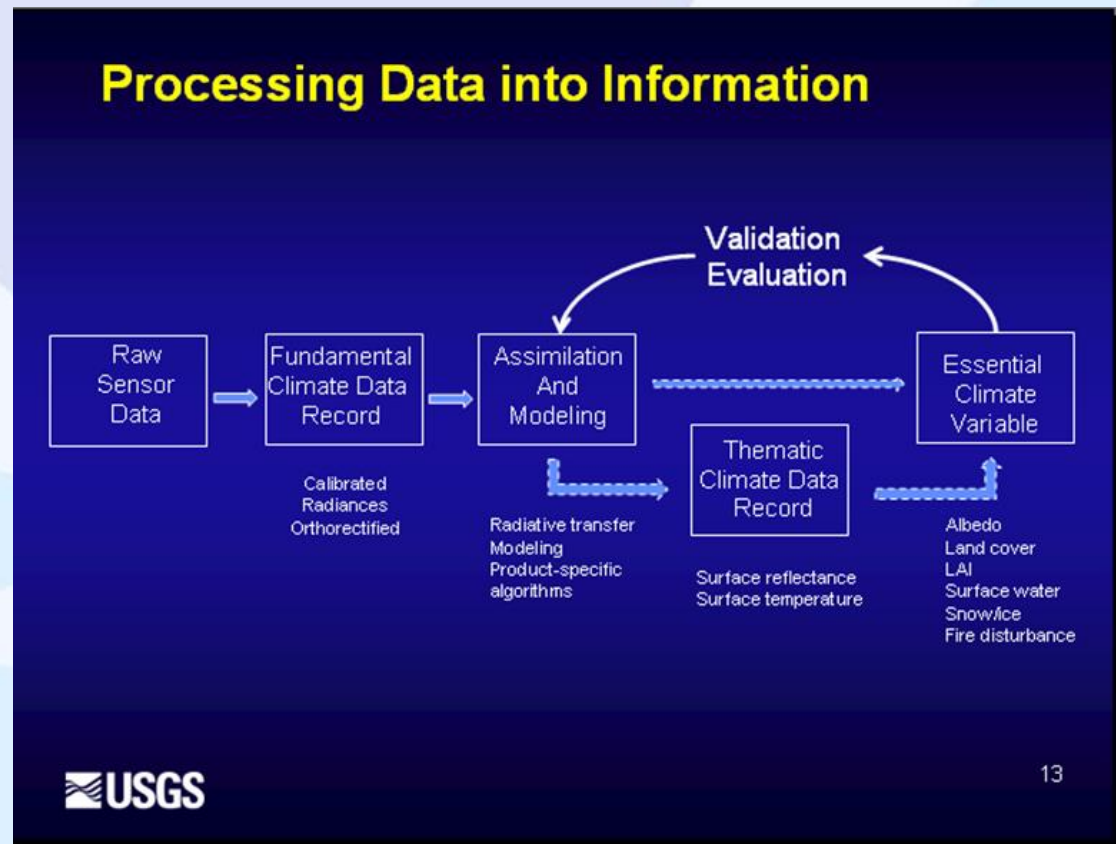 Processing Data into Information
Validation
Evaluation
Raw
Sensor
Data
Fundamental
Climate Data
Record
Calibrated
Radiances
Orthorectified
Assimilation
And
Modeling
Radiative transfer
Modeling
Product-specific
algorithms
Thematic
Climate Data
Record
Surface reflectance
Surface temperature
Essential
Climate
Variable
Albedo
Land cover
LAI
Surface water
Snow/ice
Fire disturbance
USGS
13